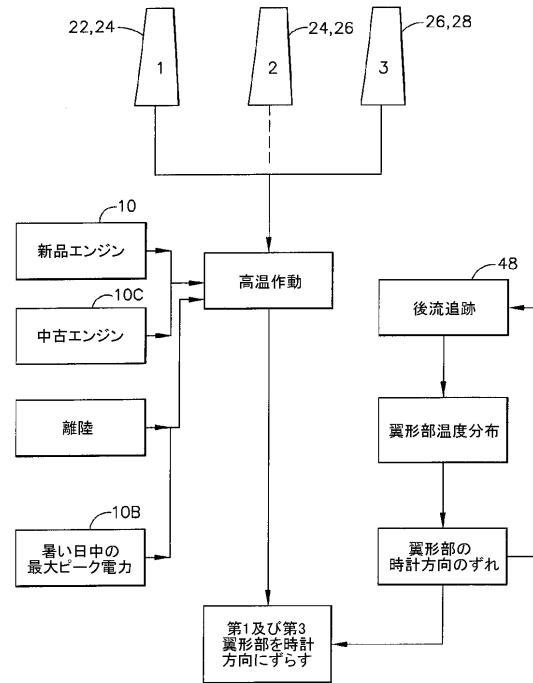 22,24
24,26
26,28
1
2
3
10
新品エンジン
10C
中古エンジン
離陸
10B
暑い日中の
最大ピーク電力
高温作動
48
後流追跡
翼形部温度分布
翼形部の
時計方向のずれ
第1及び第3
翼形部を時計
方向にずらす